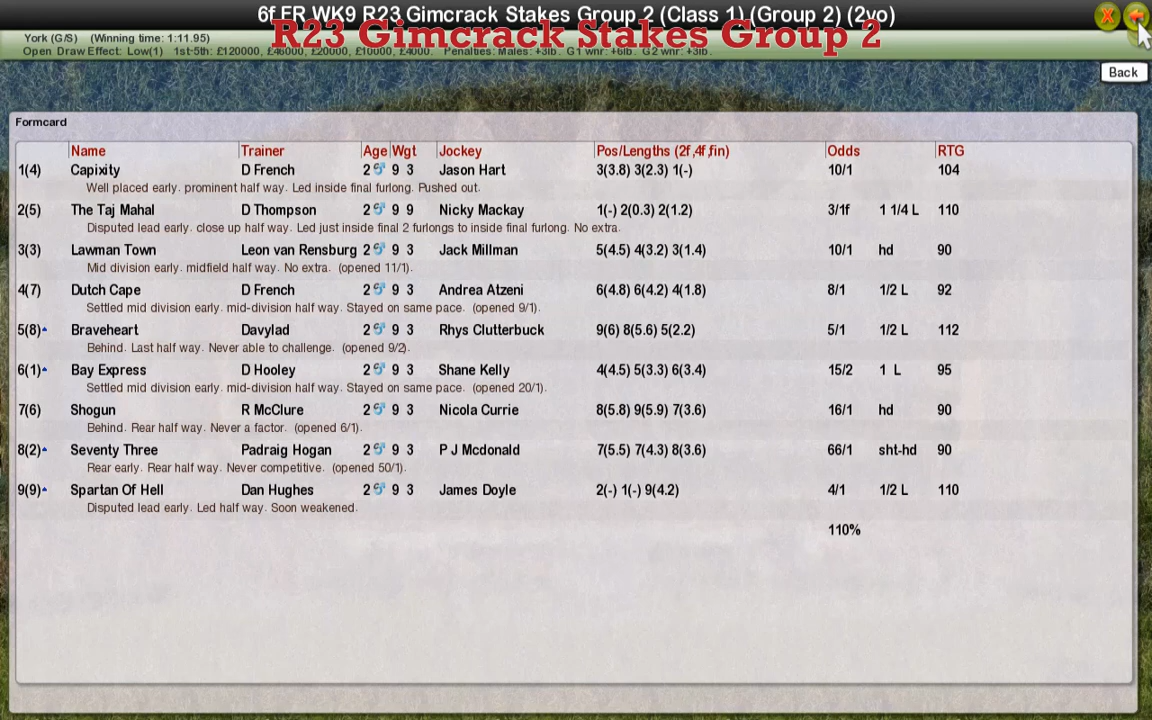 6f FR WK9 R23 Gimcrack Stakes Group 2 (Class 1) (Group 2) (2yo)
R23 Gimcrack Stakes Group 2
York (G/S) (Winning time: 1:11.95)
Open Draw Effect: Low(1) 1st-5th: £120000, £46000, £20000, £10000, £4000. Penalties: Males: +3lb. G1 wnr: +6lb. G2 wnr: +3lb.
Back
Formcard
Name Trainer Age Wgt Jockey Pos/Lengths (2f,4f,fin) Odds RTG
1(4) Capixity D French 2 9 3 Jason Hart 3(3.8) 3(2.3) 1(-) 10/1 104
Well placed early. prominent half way. Led inside final furlong. Pushed out.
2(5) The Taj Mahal D Thompson 2 9 9 Nicky Mackay 1(-) 2(0.3) 2(1.2) 3/1f 1 1/4 L 110
Disputed lead early. close up half way. Led just inside final 2 furlongs to inside final furlong. No extra.
3(3) Lawman Town Leon van Rensburg 2 9 3 Jack Millman 5(4.5) 4(3.2) 3(1.4) 10/1 hd 90
Mid division early. midfield half way. No extra. (opened 11/1).
4(7) Dutch Cape D French 2 9 3 Andrea Atzeni 6(4.8) 6(4.2) 4(1.8) 8/1 1/2 L 92
Settled mid division early. mid-division half way. Stayed on same pace. (opened 9/1).
5(8) Braveheart Davylad 2 9 3 Rhys Clutterbuck 9(6) 8(5.6) 5(2.2) 5/1 1/2 L 112
Behind. Last half way. Never able to challenge. (opened 9/2).
6(1) Bay Express D Hooley 2 9 3 Shane Kelly 4(4.5) 5(3.3) 6(3.4) 15/2 1 L 95
Settled mid division early. mid-division half way. Stayed on same pace. (opened 20/1).
7(6) Shogun R McClure 2 9 3 Nicola Currie 8(5.8) 9(5.9) 7(3.6) 16/1 hd 90
Behind. Rear half way. Never a factor. (opened 6/1).
8(2) Seventy Three Padraig Hogan 2 9 3 P J Mcdonald 7(5.5) 7(4.3) 8(3.6) 66/1 sht-hd 90
Rear early. Rear half way. Never competitive. (opened 50/1).
9(9) Spartan Of Hell Dan Hughes 2 9 3 James Doyle 2(-) 1(-) 9(4.2) 4/1 1/2 L 110
Disputed lead early. Led half way. Soon weakened.
110%